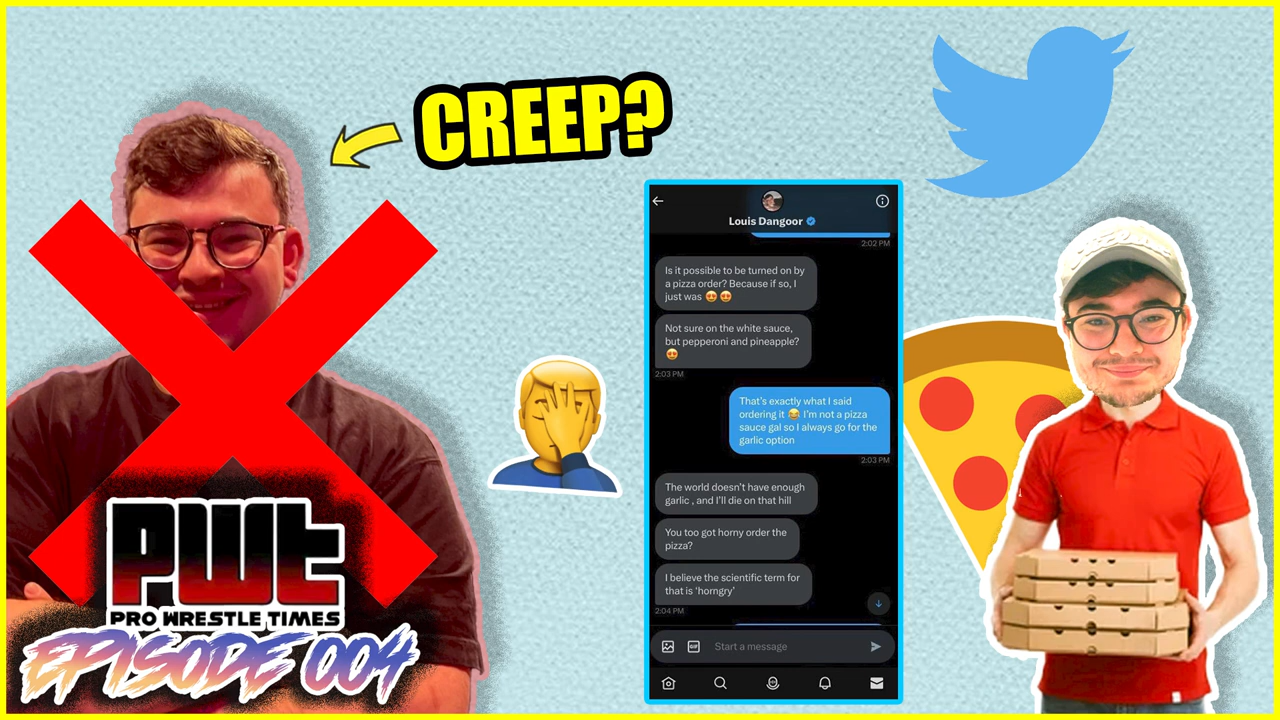 CREEP?
Louis Dangoor
2:02 PM
Is it possible to be turned on by
a pizza order? Because if so, I
just was 😍 😍
Not sure on the white sauce,
but pepperoni and pineapple?
😍
2:03 PM
That's exactly what I said
ordering it 😂 I'm not a pizza
sauce gal so I always go for the
garlic option
2:03 PM
The world doesn't have enough
garlic , and I'll die on that hill
You too got horny order the
pizza?
I believe the scientific term for
that is 'horngry'
2:04 PM
GIF
Start a message
PWT
PRO WRESTLE TIMES
EPISODE 004